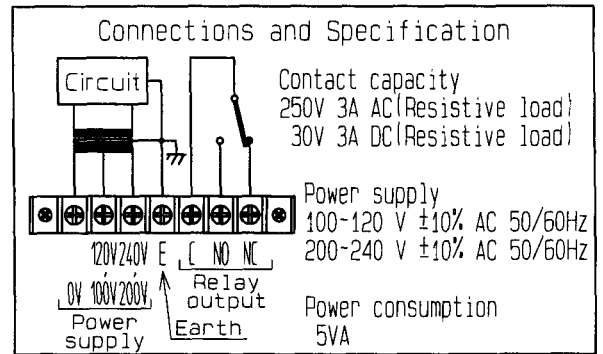 Connections and Specification
Circuit
Contact capacity
250V 3A AC(Resistive load)
30V 3A DC(Resistive load)
Power supply
100~120 V ±10% AC 50/60Hz
200~240 V ±10% AC 50/60Hz
120V 240V E C NO NC
0V 100V 200V
Relay
output
Power
supply
Earth
Power consumption
5VA